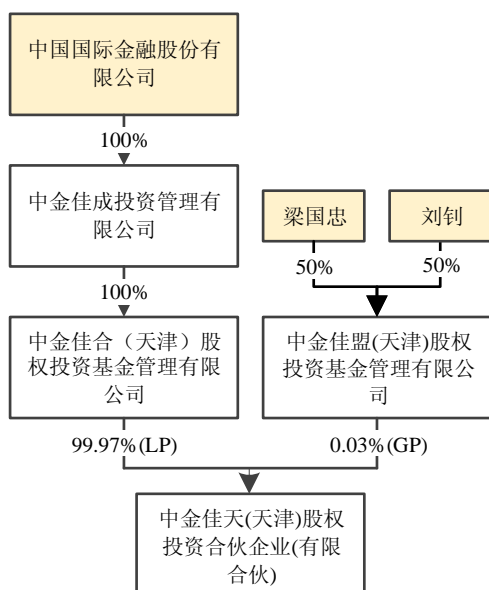 中国国际金融股份有
限公司
100%
中金佳成投资管理有
限公司
梁国忠
刘钊
50%
50%
100%
中金佳合（天津）股
权投资基金管理有限
公司
中金佳盟(天津)股权
投资基金管理有限公
司
99.97%(LP)
0.03%(GP)
中金佳天(天津)股权
投资合伙企业(有限
合伙)